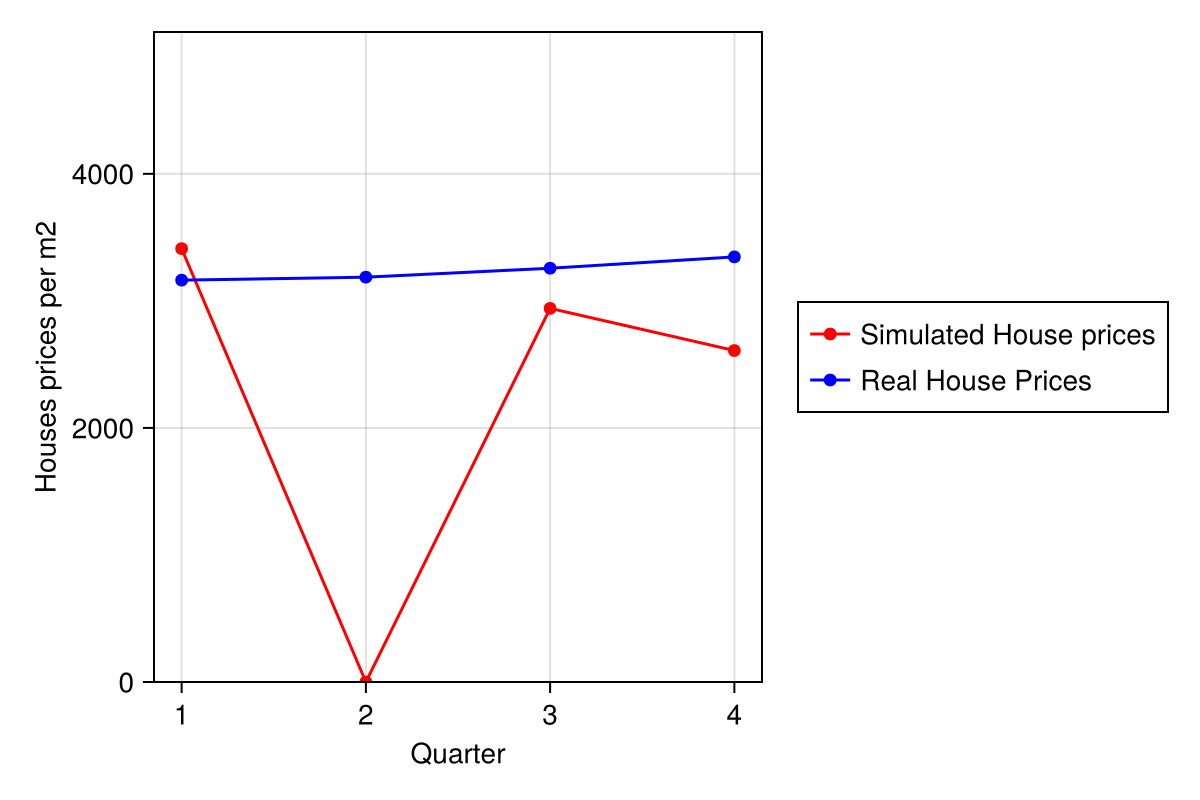 Houses prices per m2
4000
2000
0
1 2 3 4
Quarter
Simulated House prices
Real House Prices